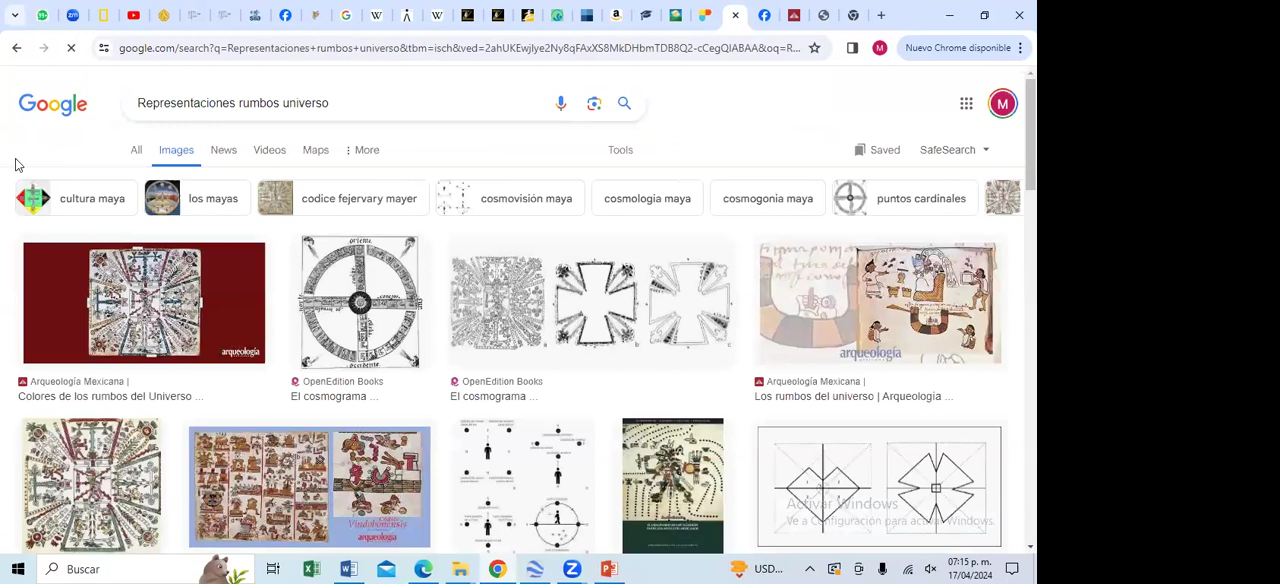 99+
zm
G
W
W
a
google.com/search?q=Representaciones+rumbos+universo&tbm=isch&ved=2ahUKEwjIye2Ny8qFAxXS8MkDHbmTDB8Q2-cCegQIABAA&oq=R...
M
Nuevo Chrome disponible
Google
Representaciones rumbos universo
M
All
Images
News
Videos
Maps
More
Tools
Saved
SafeSearch
cultura maya
los mayas
codice fejervary mayer
cosmovisión maya
cosmologia maya
cosmogonia maya
puntos cardinales
oriente
occidente
arqueología
arqueología
Arqueología Mexicana |
Colores de los rumbos del Universo ...
OpenEdition Books
El cosmograma ...
OpenEdition Books
El cosmograma ...
Arqueología Mexicana |
Los rumbos del universo | Arqueología ...
Vindobonensis
arqueología
Activar Windows
Ve a Configuración para activar Windows.
Buscar
USD...
07:15 p. m.
17/04/2024